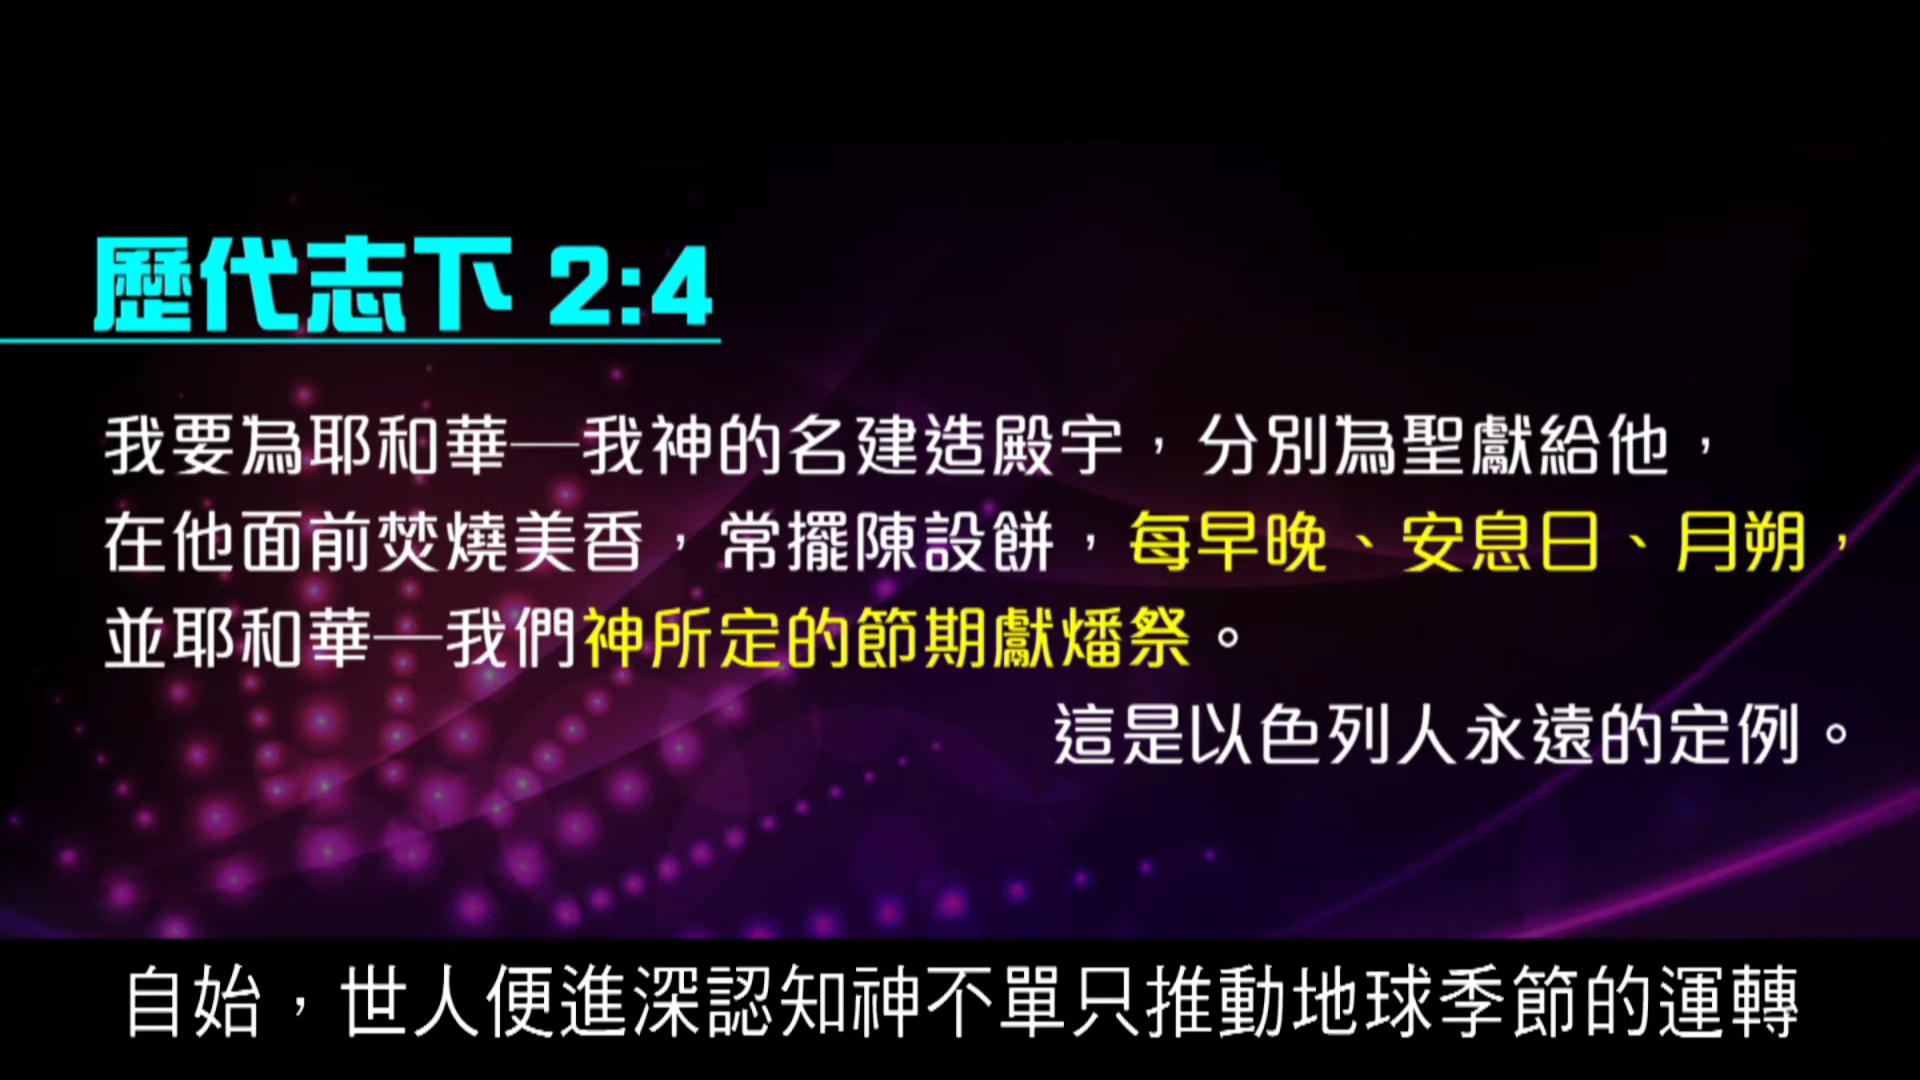 歷代志下 2:4
我要為耶和華─我神的名建造殿宇，分別為聖獻給他，
在他面前焚燒美香，常擺陳設餅，每早晚、安息日、月朔，
並耶和華─我們神所定的節期獻燔祭。
這是以色列人永遠的定例。
自始，世人便進深認知神不單只推動地球季節的運轉